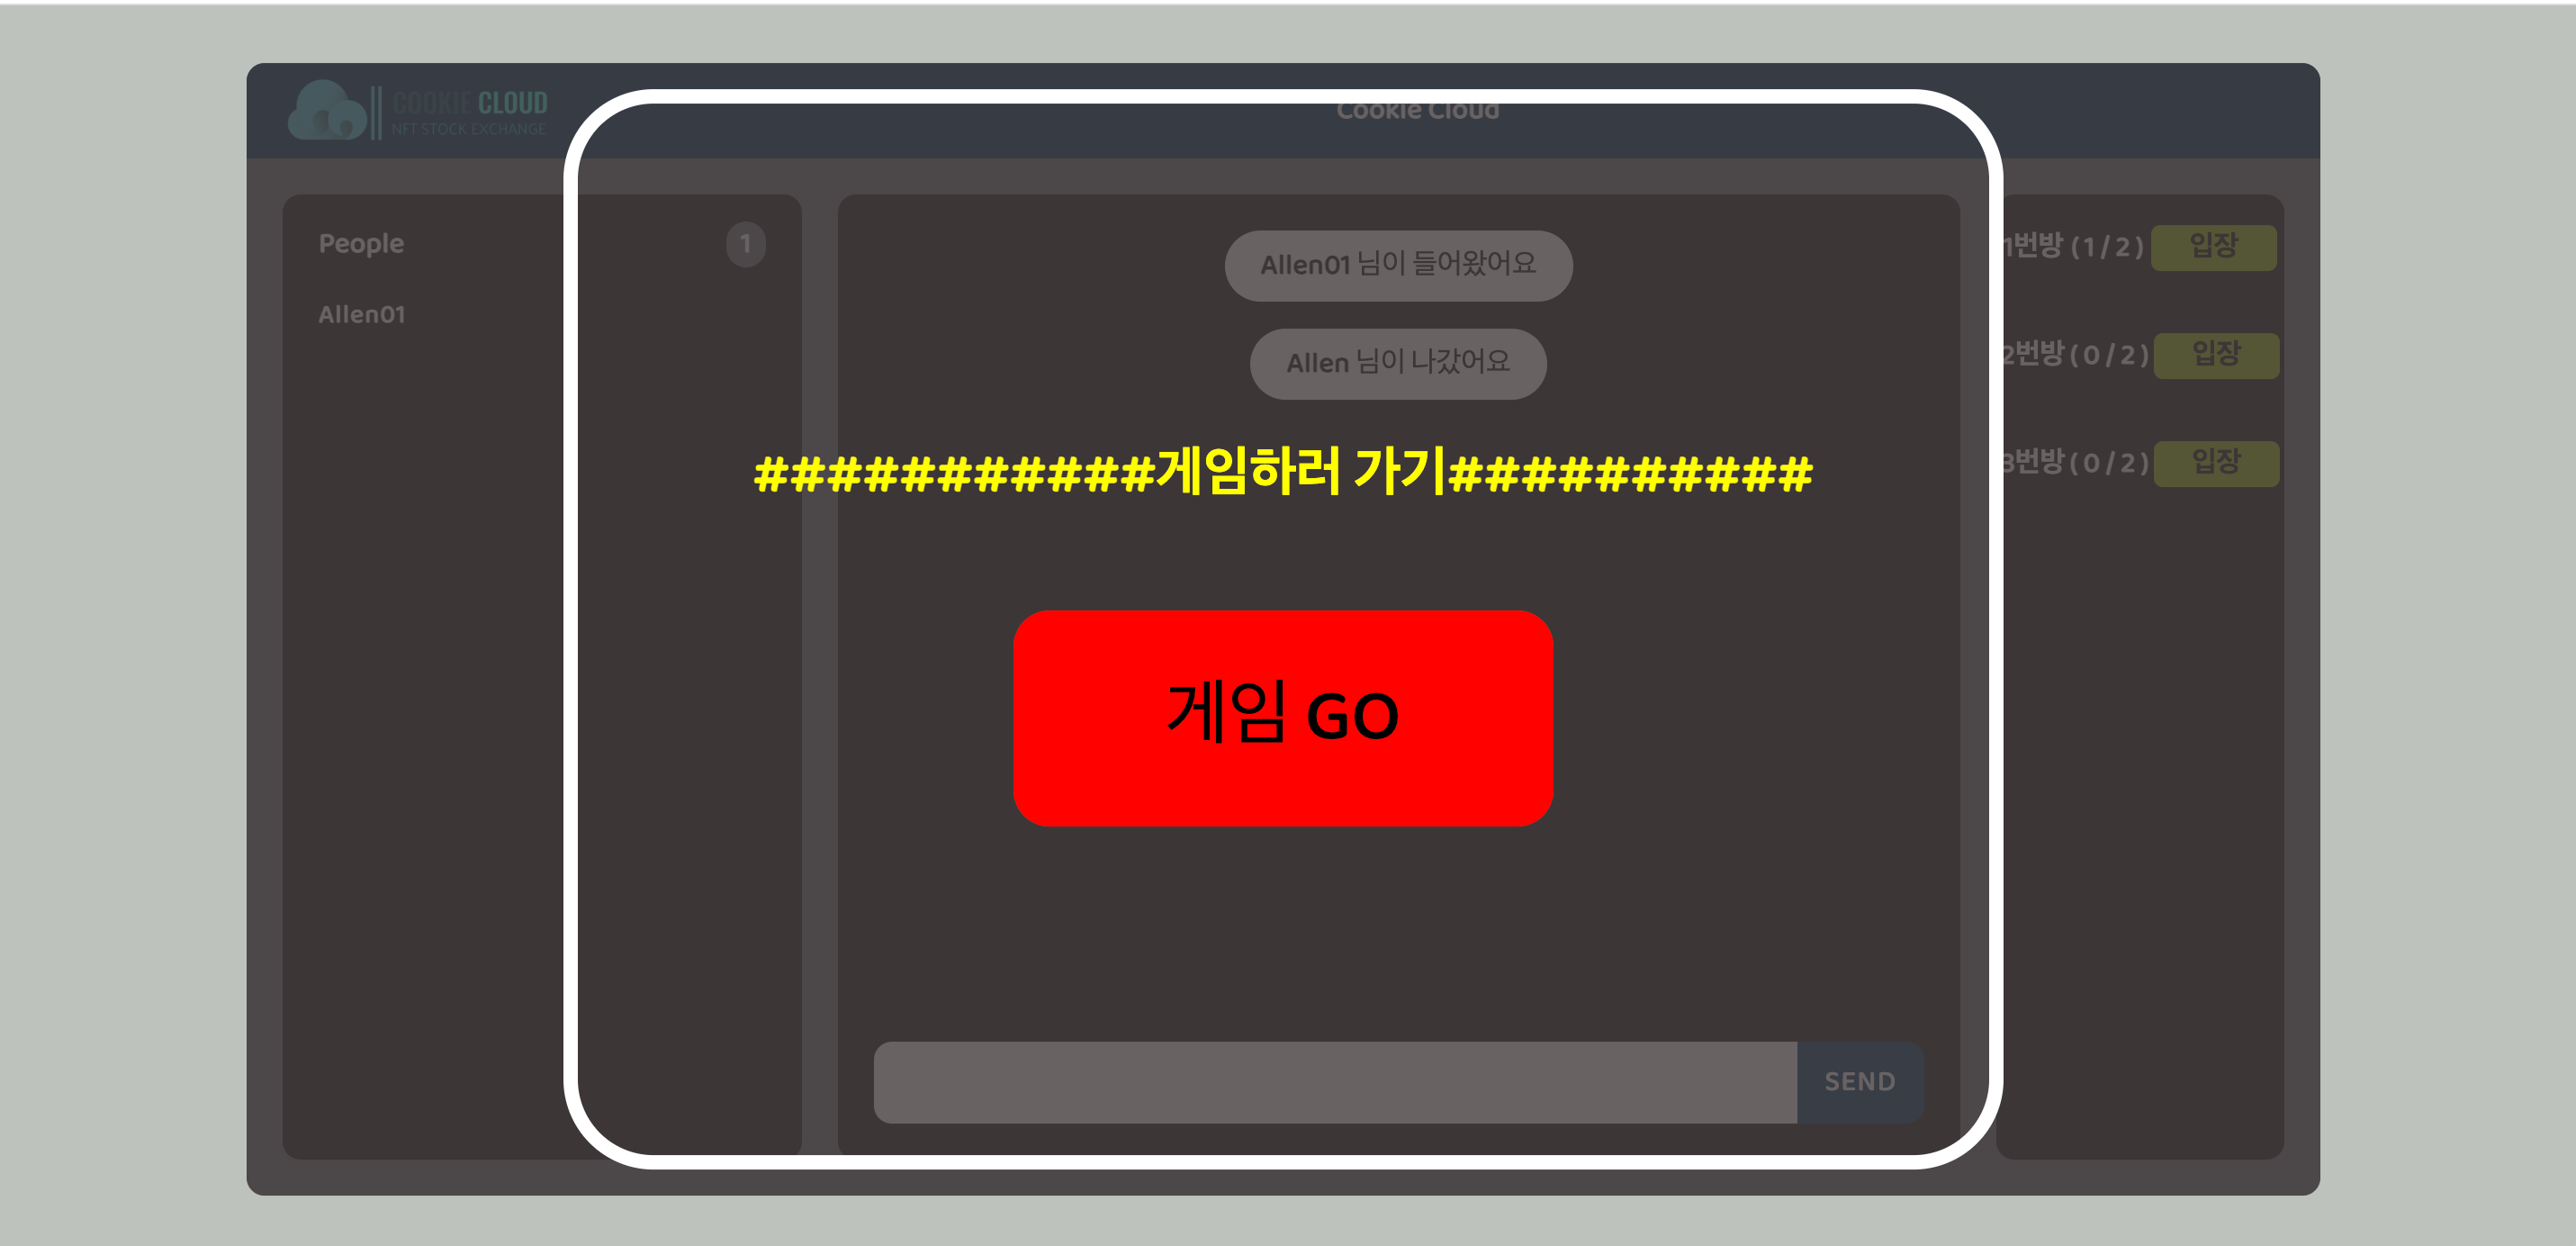 COOKIE CLOUD
NFT STOCK EXCHANGE
Cookie Cloud
People 1
Allen01
Allen01 님이 들어왔어요
Allen 님이 나갔어요
###########게임하리 가기##########
게임 GO
SEND
1번방 ( 1 / 2 ) 입장
2번방 ( 0 / 2 ) 입장
3번방 ( 0 / 2 ) 입장